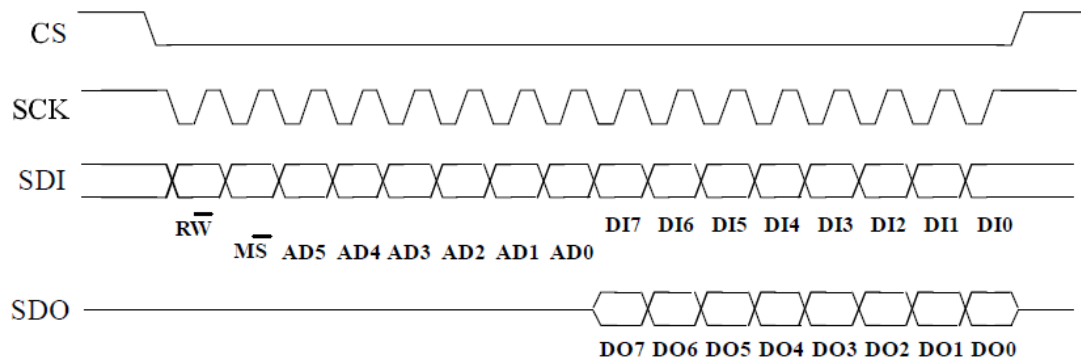 CS
SCK
SDI
RW̅ DI7 DI6 DI5 DI4 DI3 DI2 DI1 DI0
MS̅ AD5 AD4 AD3 AD2 AD1 AD0
SDO
DO7 DO6 DO5 DO4 DO3 DO2 DO1 DO0